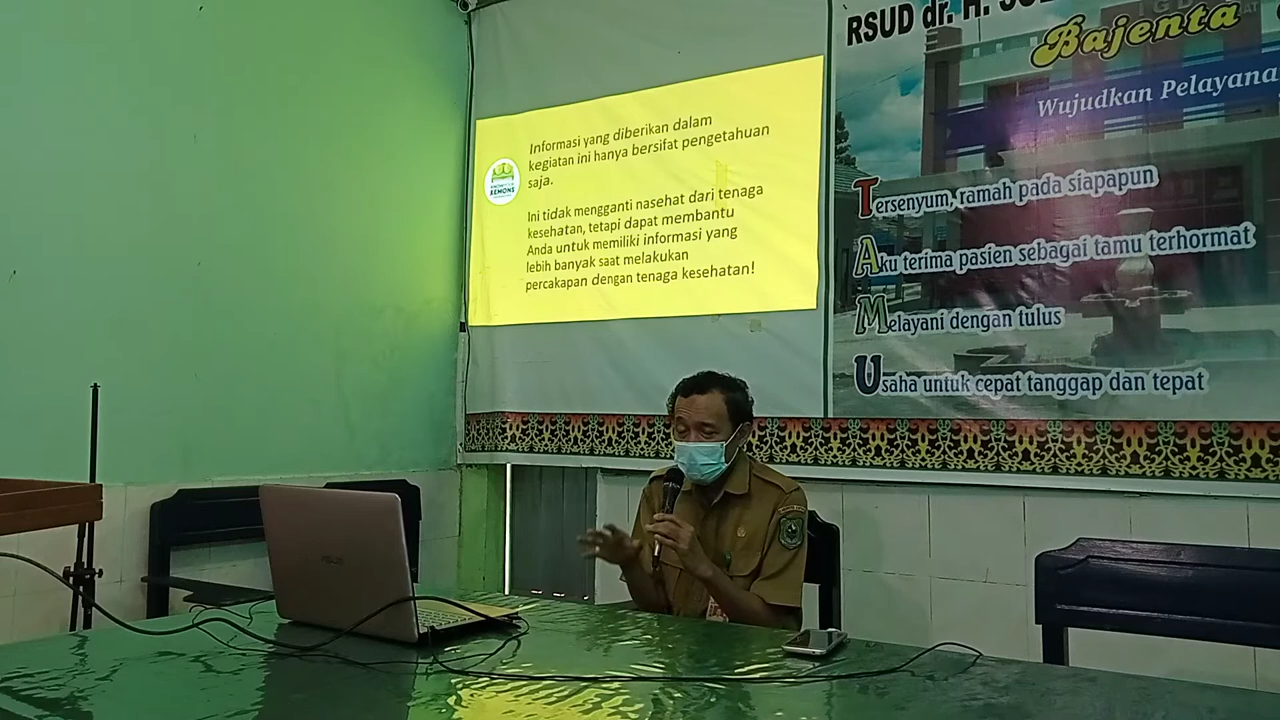 Informasi yang diberikan dalam
kegiatan ini hanya bersifat pengetahuan
saja.
Ini tidak mengganti nasehat dari tenaga
kesehatan, tetapi dapat membantu
Anda untuk memiliki informasi yang
lebih banyak saat melakukan
percakapan dengan tenaga kesehatan!
LEMONS
RSUD dr. H.
IGD
Bajenta
Wujudkan Pelayana
Tersenyum, ramah pada siapapun
Aku terima pasien sebagai tamu terhormat
Melayani dengan tulus
Usaha untuk cepat tanggap dan tepat
ASUS